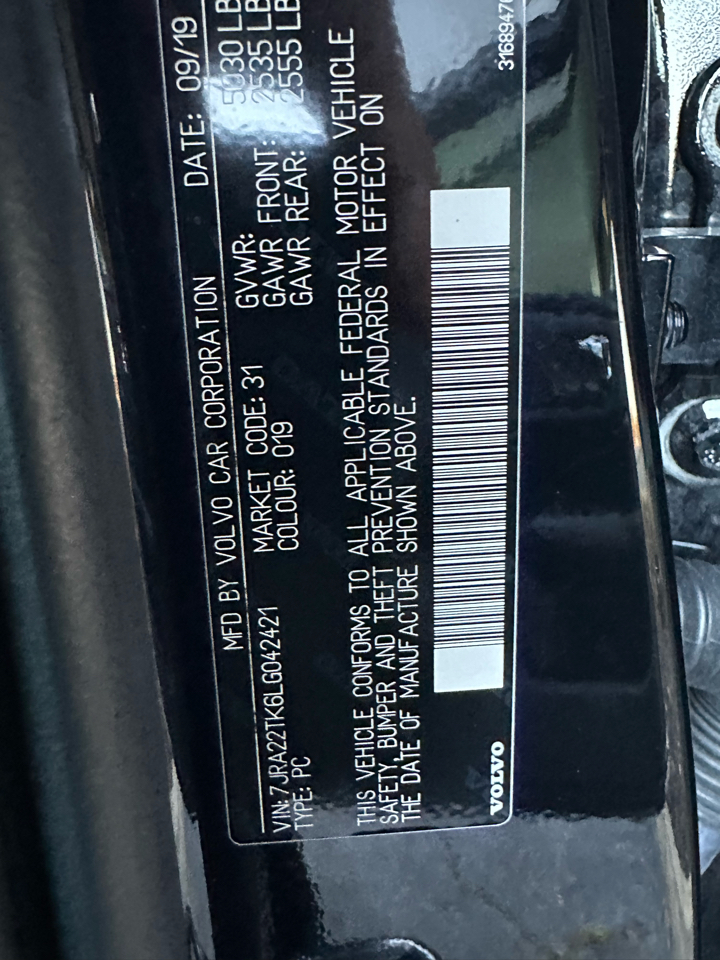 MFD BY VOLVO CAR CORPORATION DATE: 09/19
VIN: 7JRA22TK6LG042421 MARKET CODE: 31 GVWR: 5030 LB
TYPE: PC COLOUR: 019 GAWR FRONT: 2535 LB
GAWR REAR: 2555 LB
THIS VEHICLE CONFORMS TO ALL APPLICABLE FEDERAL MOTOR VEHICLE
SAFETY, BUMPER AND THEFT PREVENTION STANDARDS IN EFFECT ON
THE DATE OF MANUFACTURE SHOWN ABOVE.
VOLVO